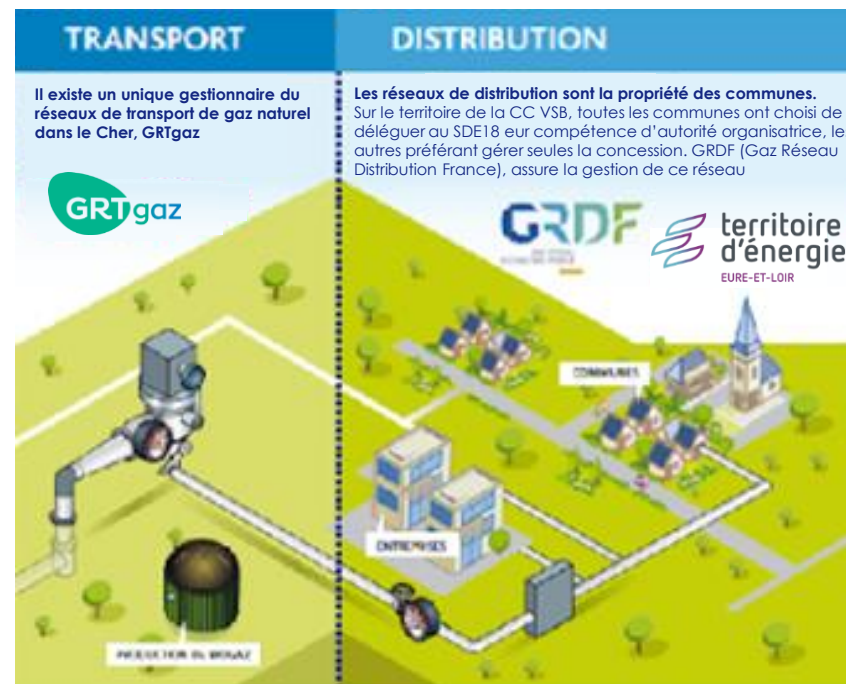 TRANSPORT
DISTRIBUTION
Il existe un unique gestionnaire du
réseaux de transport de gaz naturel
dans le Cher, GRTgaz
Les réseaux de distribution sont la propriété des communes.
Sur le territoire de la CC VSB, toutes les communes ont choisi de
déléguer au SDE18 eur compétence d'autorité organisatrice, le
autres préférant gérer seules la concession. GRDF (Gaz Réseau
Distribution France), assure la gestion de ce réseau
GRTgaz
GRDF
territoire
d'énergie
EURE-ET-LOIR
COMMUNES
ENTREPRISES
PRODUCTION DE BIOGAZ